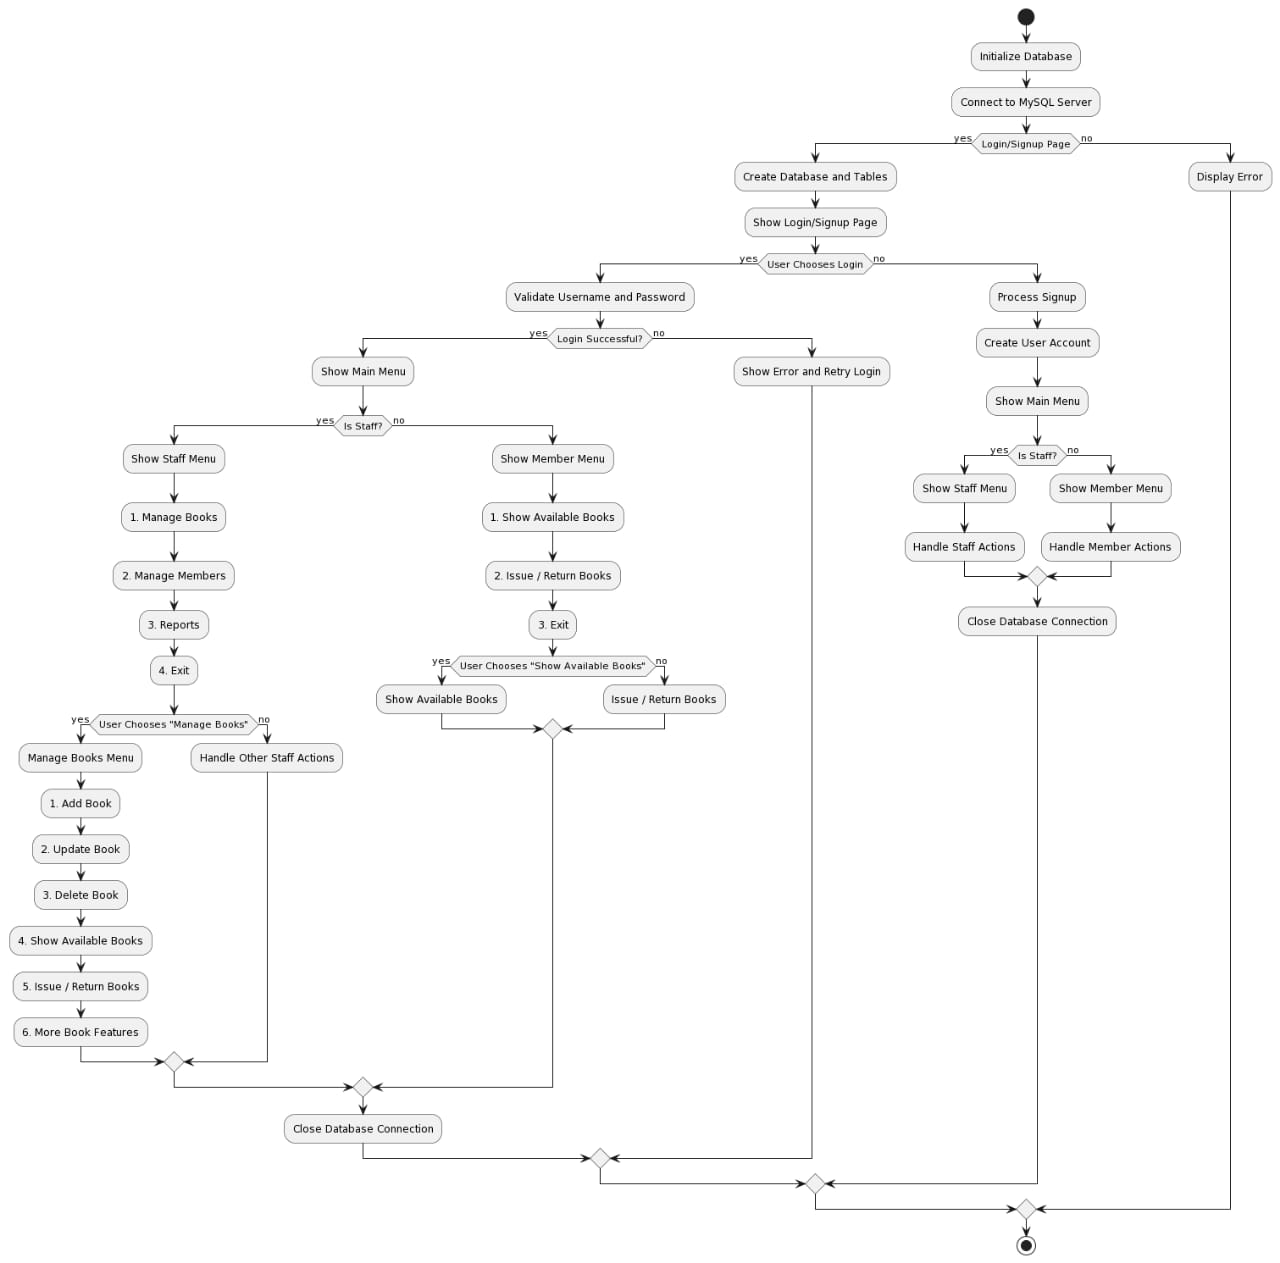 Initialize Database
Connect to MySQL Server
yes
Login/Signup Page
no
Create Database and Tables
Display Error
Show Login/Signup Page
yes
User Chooses Login
no
Validate Username and Password
Process Signup
yes
Login Successful?
no
Create User Account
Show Main Menu
Show Error and Retry Login
Show Main Menu
yes
Is Staff?
no
yes
Is Staff?
no
Show Staff Menu
Show Member Menu
Show Staff Menu
Show Member Menu
1. Manage Books
1. Show Available Books
Handle Staff Actions
Handle Member Actions
2. Manage Members
2. Issue / Return Books
3. Reports
3. Exit
Close Database Connection
4. Exit
yes
User Chooses "Show Available Books"
no
Show Available Books
Issue / Return Books
yes
User Chooses "Manage Books"
no
Manage Books Menu
Handle Other Staff Actions
1. Add Book
2. Update Book
3. Delete Book
4. Show Available Books
5. Issue / Return Books
6. More Book Features
Close Database Connection